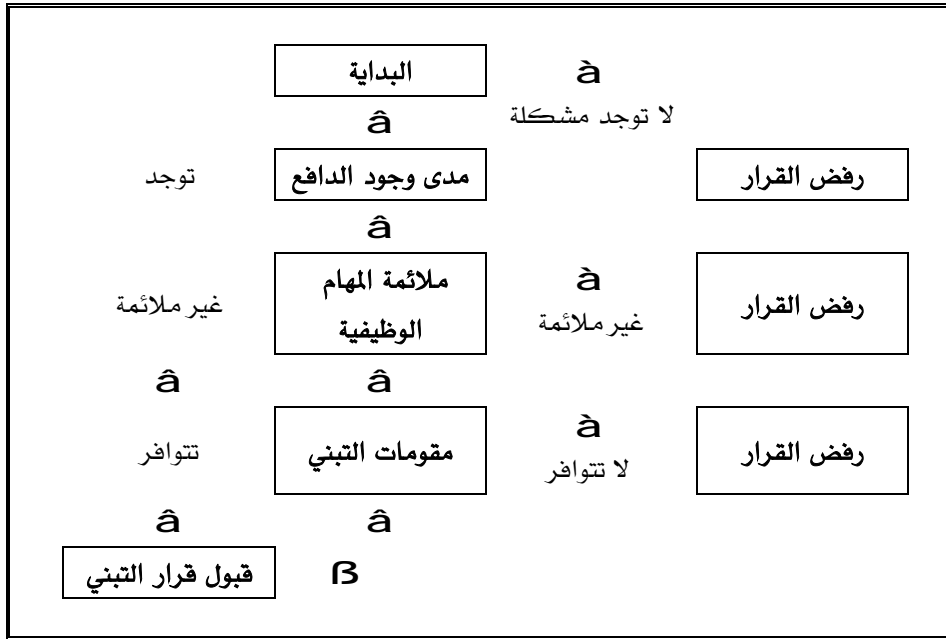 البداية
à
لا توجد مشكلة
â
رفض القرار
مدى وجود الدافع
توجد
â
رفض القرار
à
غير ملائمة
ملائمة المهام
الوظيفية
غير ملائمة
â
â
رفض القرار
à
لا تتوافر
مقومات التبني
تتوافر
â
â
ß
قبول قرار التبني